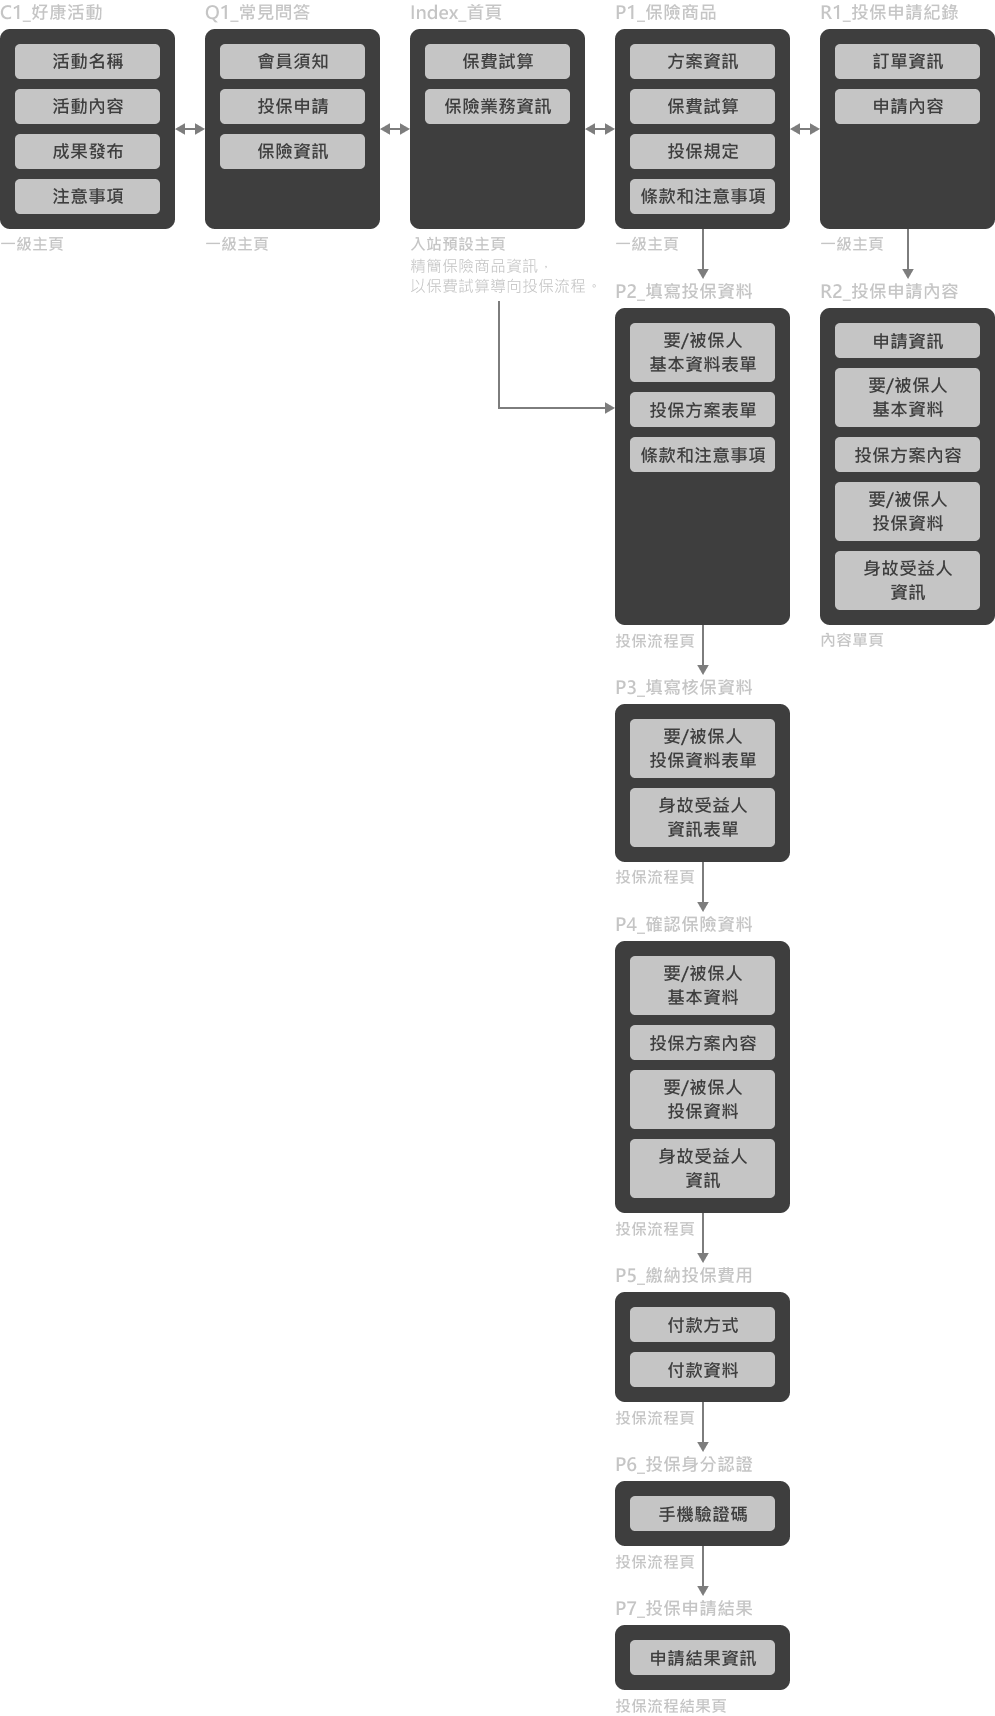 C1_好康活動
活動名稱
活動內容
成果發布
注意事項
一級主頁
Q1_常見問答
會員須知
投保申請
保險資訊
一級主頁
Index_首頁
保費試算
保險業務資訊
入站預設主頁
精簡保險商品資訊，
以保費試算導向投保流程。
P1_保險商品
方案資訊
保費試算
投保規定
條款和注意事項
一級主頁
R1_投保申請紀錄
訂單資訊
申請內容
一級主頁
P2_填寫投保資料
要/被保人
基本資料表單
投保方案表單
條款和注意事項
投保流程頁
R2_投保申請內容
申請資訊
要/被保人
基本資料
投保方案內容
要/被保人
投保資料
身故受益人
資訊
內容單頁
P3_填寫核保資料
要/被保人
投保資料表單
身故受益人
資訊表單
投保流程頁
P4_確認保險資料
要/被保人
基本資料
投保方案內容
要/被保人
投保資料
身故受益人
資訊
投保流程頁
P5_繳納投保費用
付款方式
付款資料
投保流程頁
P6_投保身分認證
手機驗證碼
投保流程頁
P7_投保申請結果
申請結果資訊
投保流程結果頁